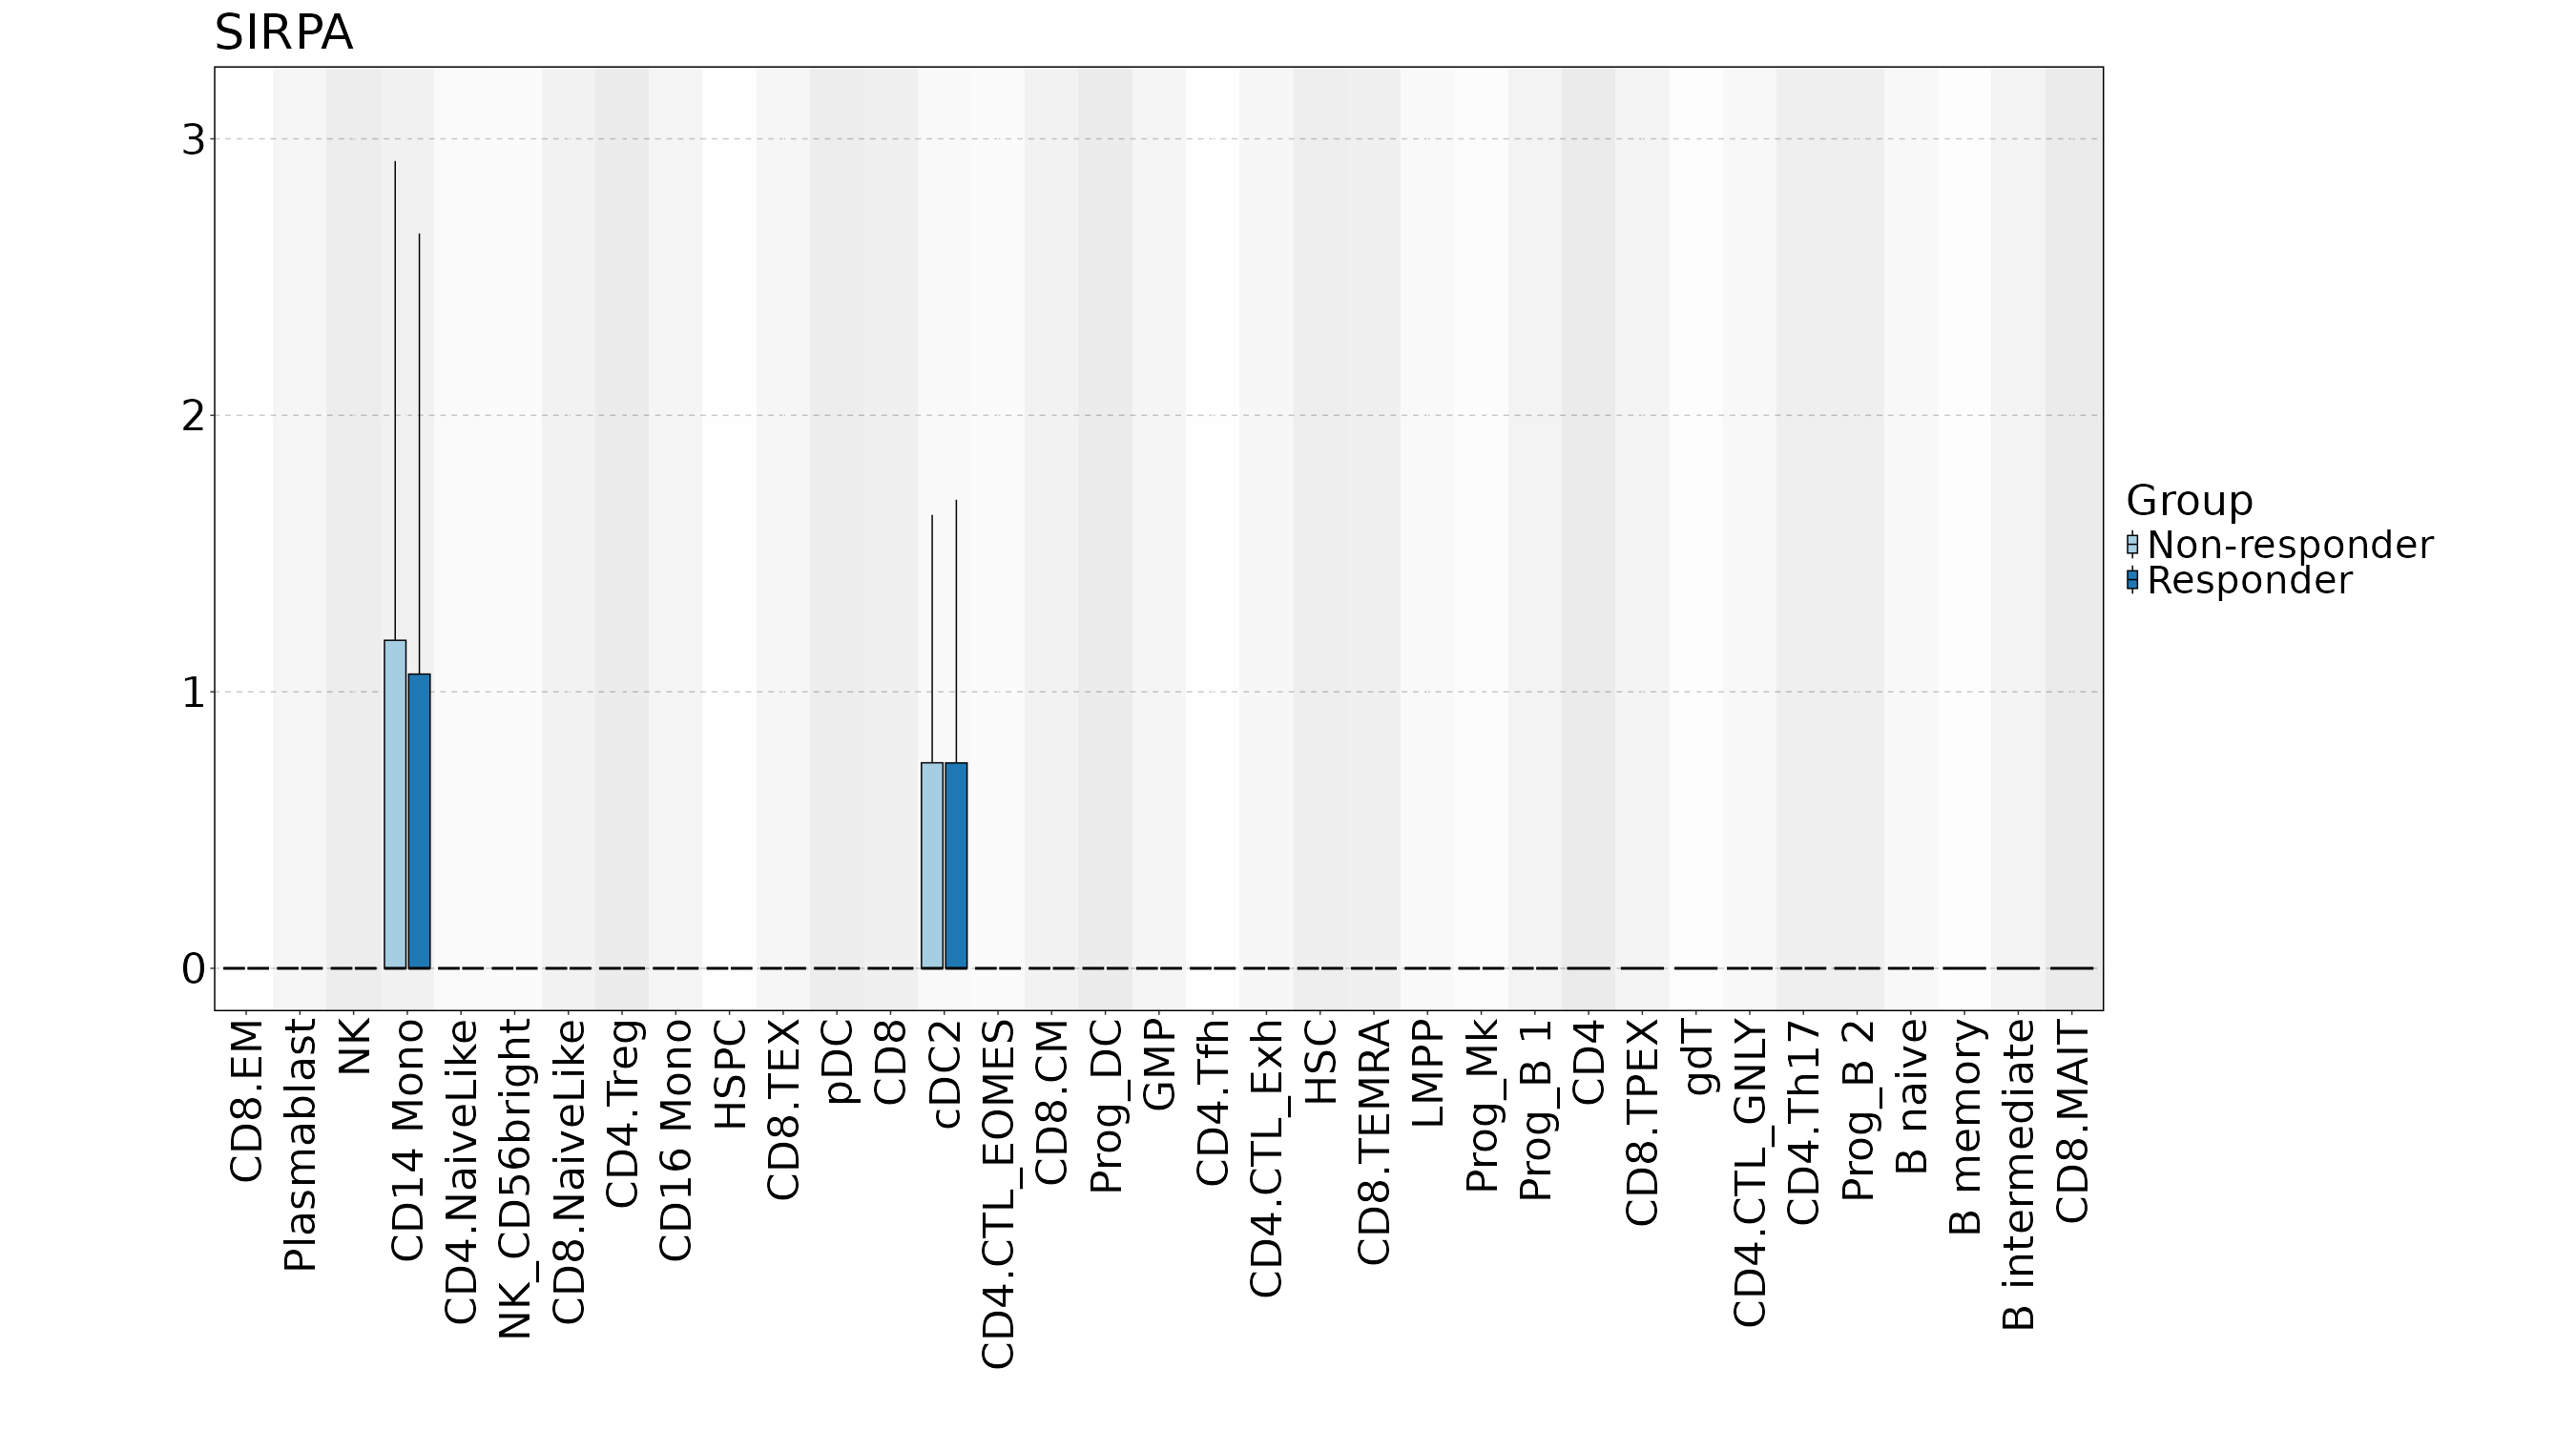 SIRPA
3
2
1
0
CD8.EM
Plasmablast
NK
CD14 Mono
CD4.NaiveLike
NK_CD56bright
CD8.NaiveLike
CD4.Treg
CD16 Mono
HSPC
CD8.TEX
pDC
CD8
cDC2
CD4.CTL_EOMES
CD8.CM
Prog_DC
GMP
CD4.Tfh
CD4.CTL_Exh
HSC
CD8.TEMRA
LMPP
Prog_Mk
Prog_B 1
CD4
CD8.TPEX
gdT
CD4.CTL_GNLY
CD4.Th17
Prog_B 2
B naive
B memory
B intermediate
CD8.MAIT
Group
Non-responder
Responder